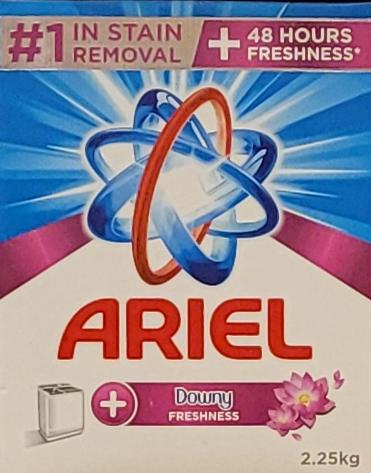 #1 IN STAIN REMOVAL + 48 HOURS FRESHNESS*
ARIEL
+ Downy
FRESHNESS
2.25kg